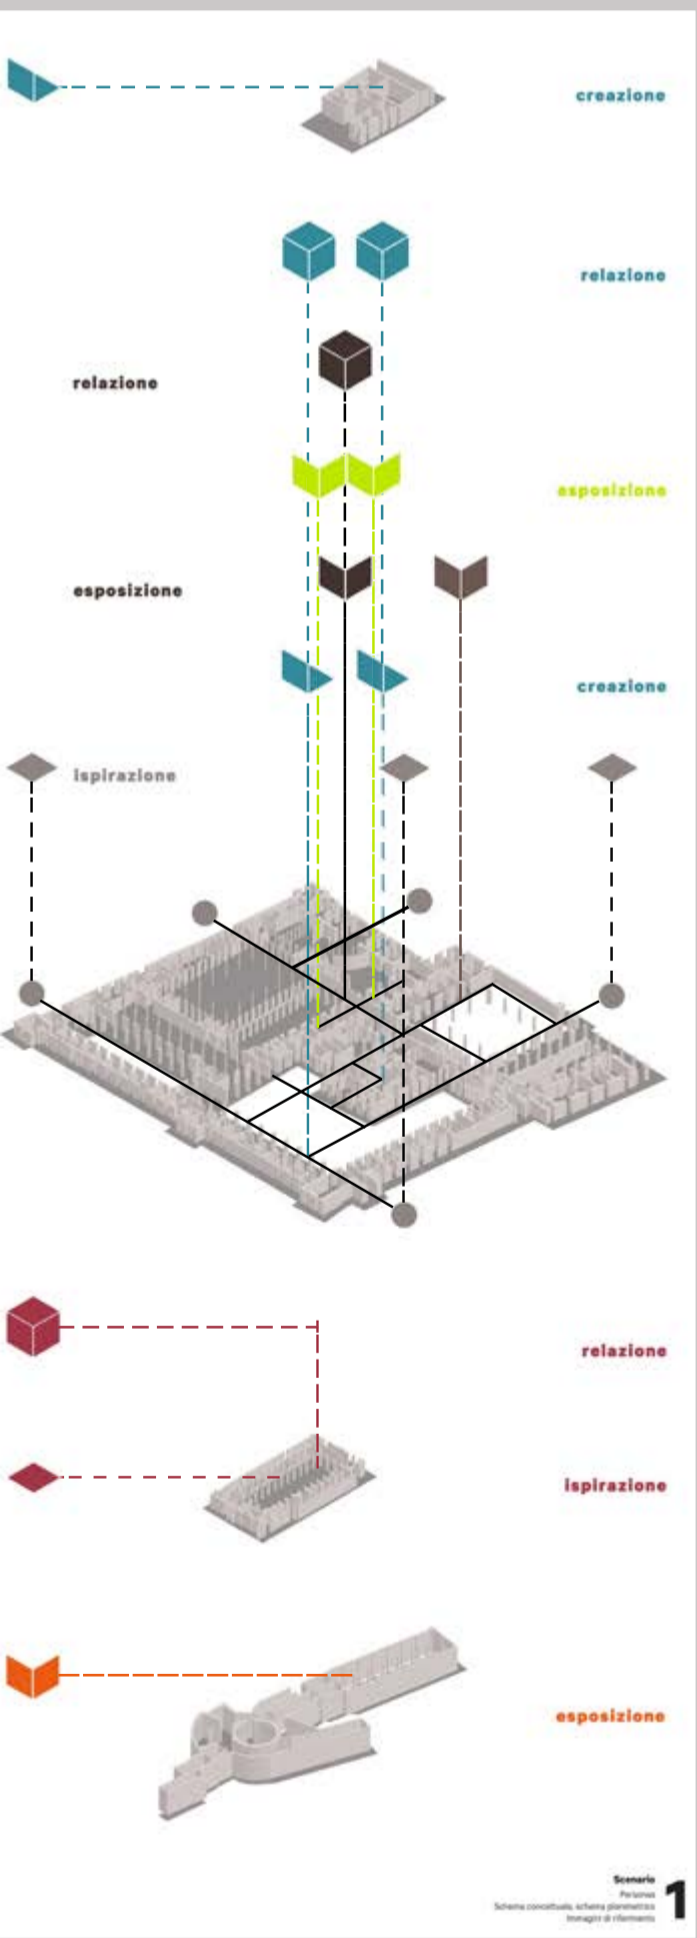 creazione
relazione
relazione
esposizione
esposizione
creazione
ispirazione
relazione
ispirazione
esposizione
Scenario
Personas
Schema concettuale, schema planimetrico
Immagini di riferimento
1